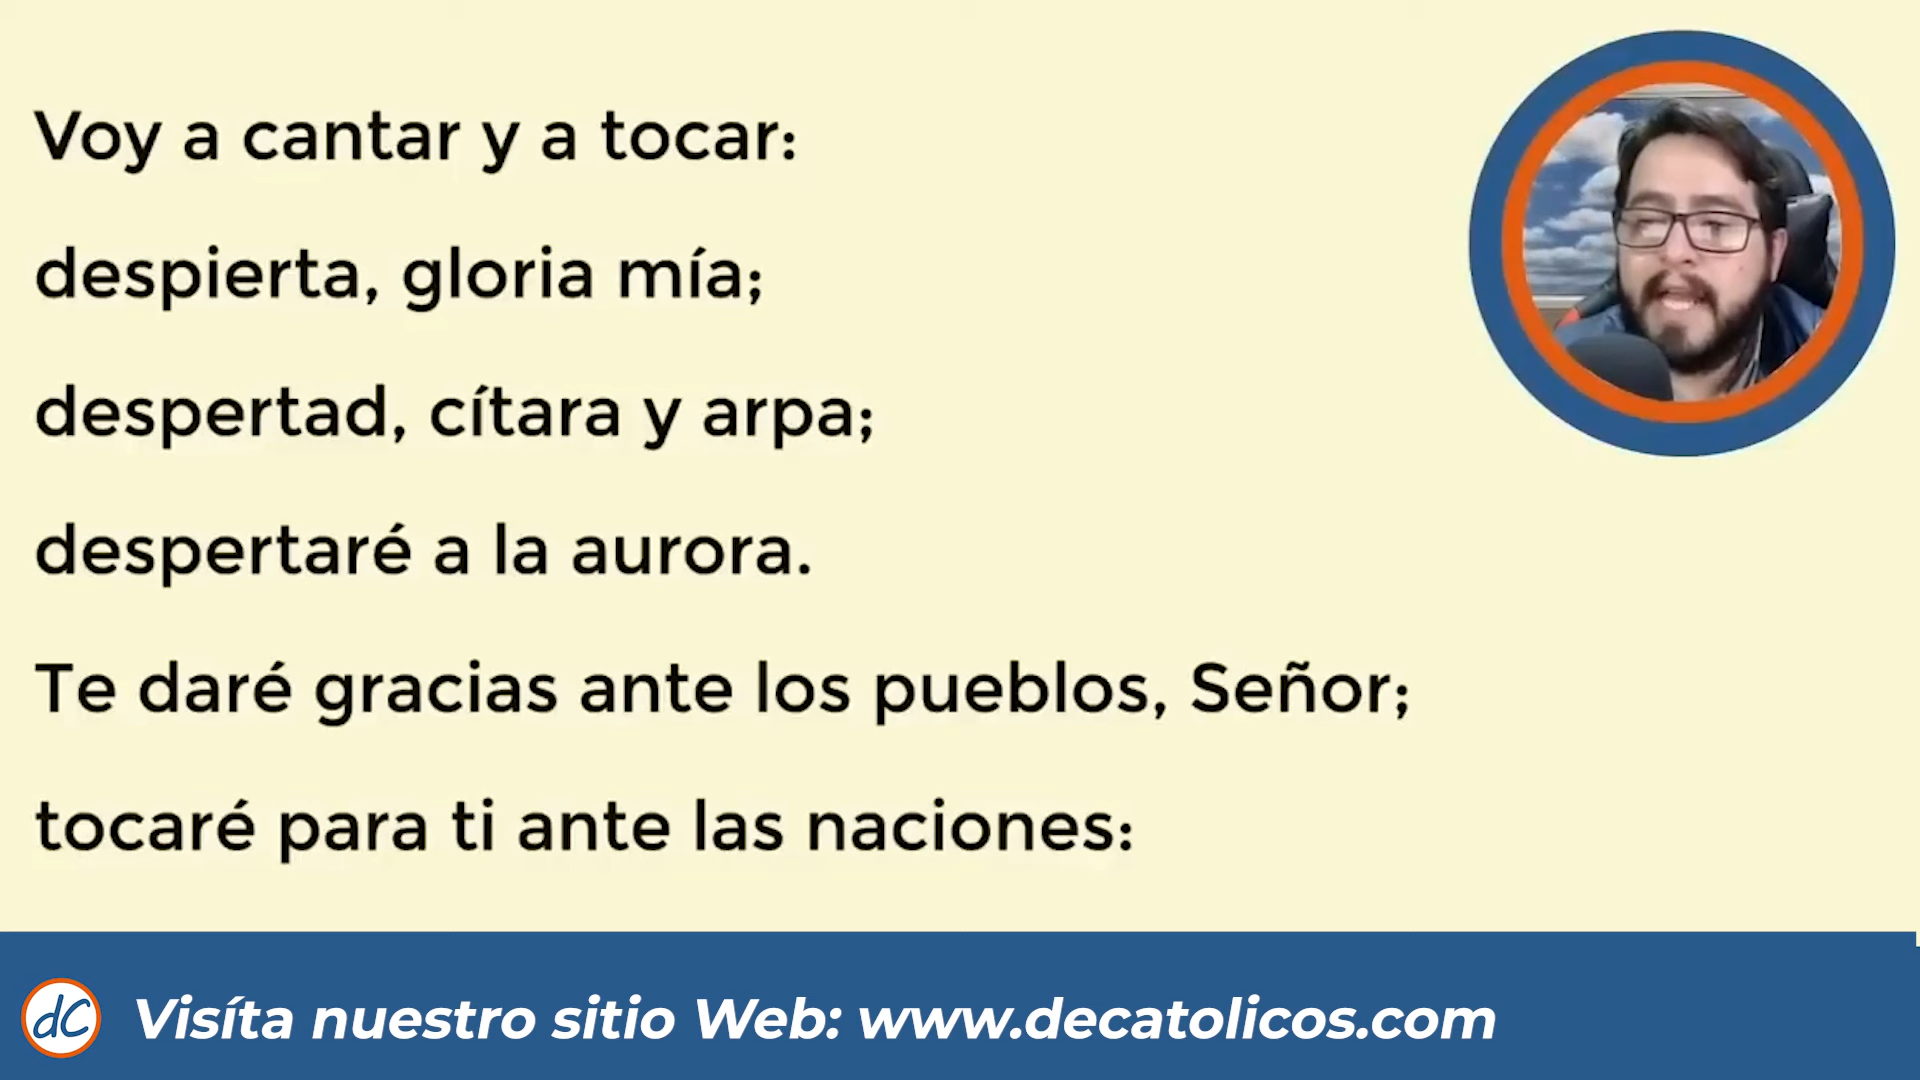 Voy a cantar y a tocar:
despierta, gloria mía;
despertad, cítara y arpa;
despertaré a la aurora.
Te daré gracias ante los pueblos, Señor;
tocaré para ti ante las naciones:
dC Visíta nuestro sitio Web: www.decatolicos.com